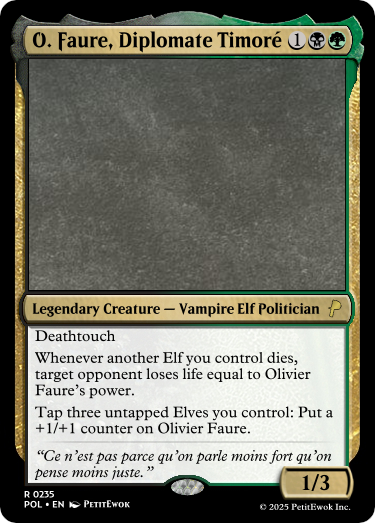 O. Faure, Diplomate Timoré 1
Legendary Creature — Vampire Elf Politician
Deathtouch
Whenever another Elf you control dies,
target opponent loses life equal to Olivier
Faure's power.
Tap three untapped Elves you control: Put a
+1/+1 counter on Olivier Faure.
“Ce n'est pas parce qu'on parle moins fort qu'on
pense moins juste.”
1/3
R 0235
POL • EN PetitEwok
© 2025 PetitEwok Inc.